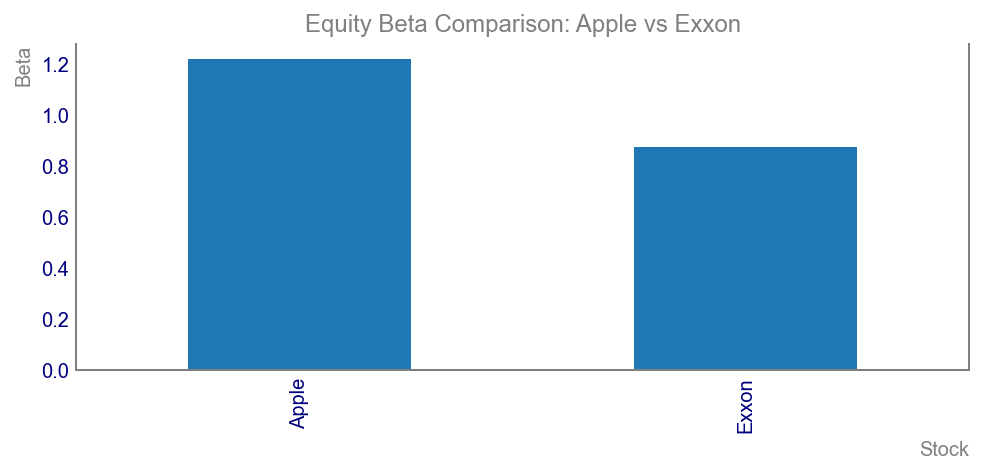 Equity Beta Comparison: Apple vs Exxon
Beta
1.2
1.0
0.8
0.6
0.4
0.2
0.0
Apple
Exxon
Stock